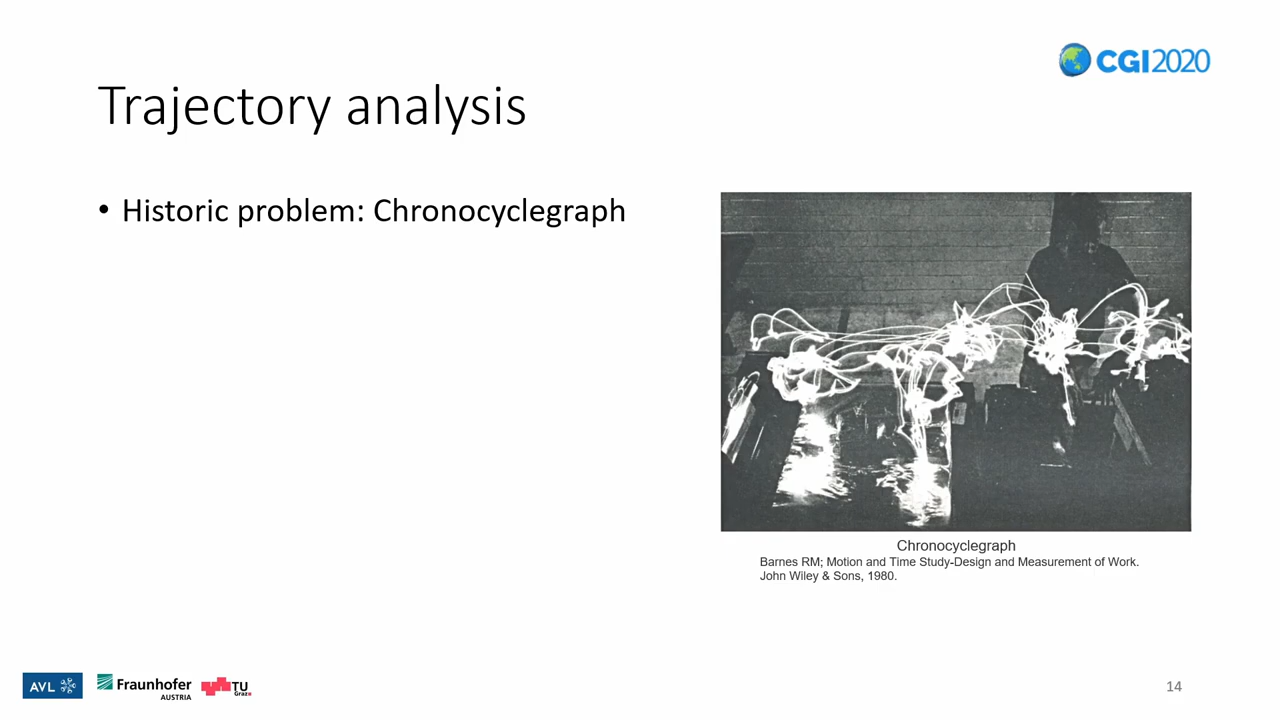 CGI2020
Trajectory analysis
• Historic problem: Chronocyclegraph
Chronocyclegraph
Barnes RM; Motion and Time Study-Design and Measurement of Work.
John Wiley & Sons, 1980.
AVL
Fraunhofer
AUSTRIA
TU
Graz
14